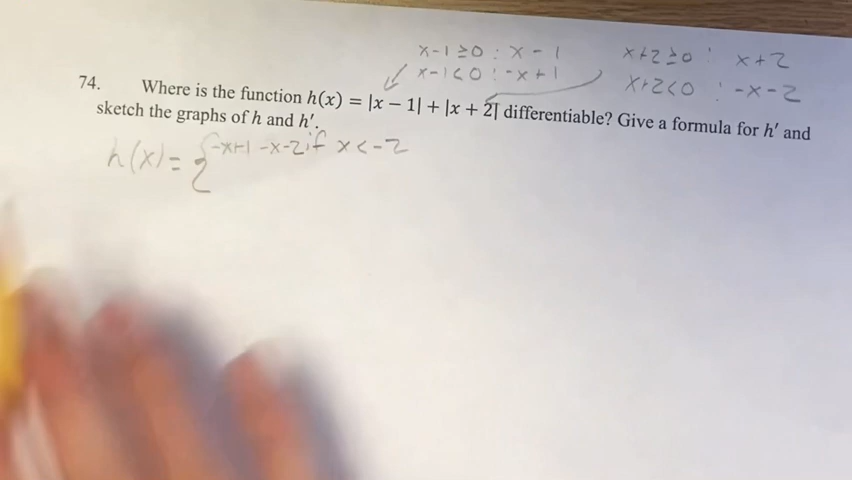 x-1≥0 : x-1
x-1<0 : -x+1
x+2≥0 : x+2
x+2<0 : -x-2
74. Where is the function h(x) = |x − 1| + |x + 2| differentiable? Give a formula for h′ and
sketch the graphs of h and h′.
h(x) = { -x+1 -x-2 if x<-2